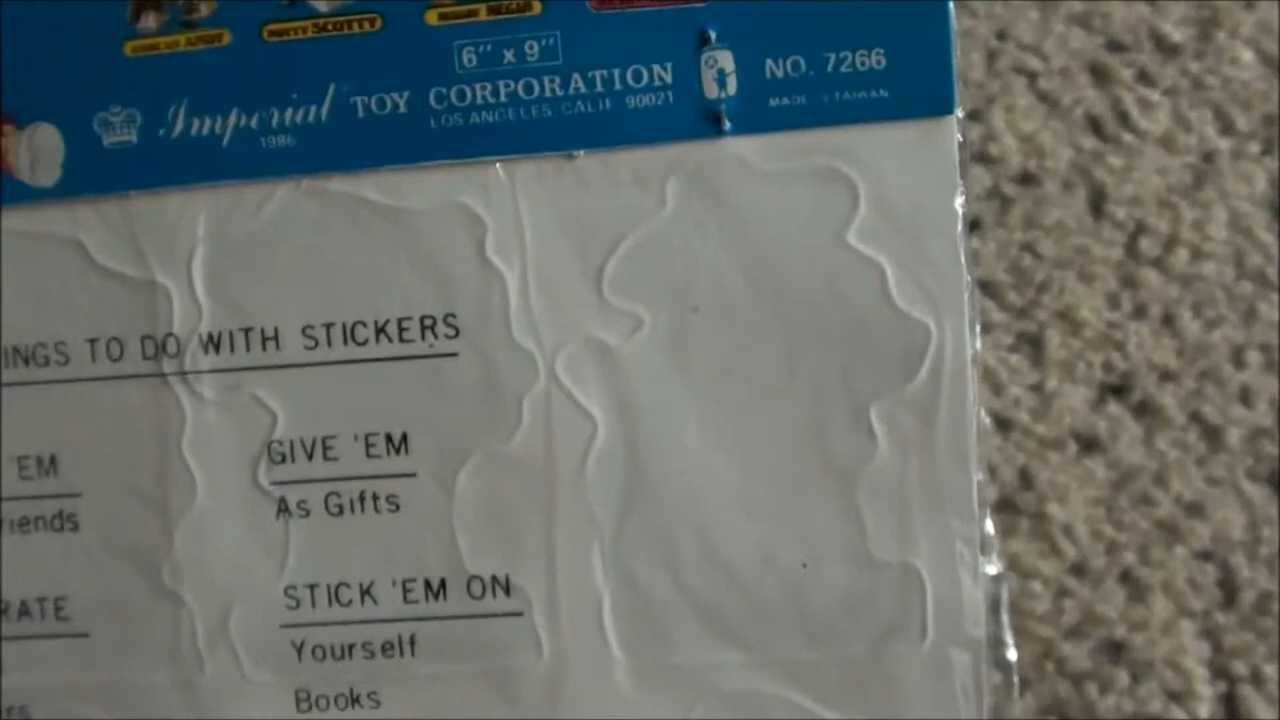 SCOTTY
6" x 9"
Imperial TOY CORPORATION
LOS ANGELES CALIF 90021
1986
NO. 7266
MADE TAIWAN
INGS TO DO WITH STICKERS
'EM
riends
GIVE 'EM
As Gifts
RATE
STICK 'EM ON
Yourself
Books